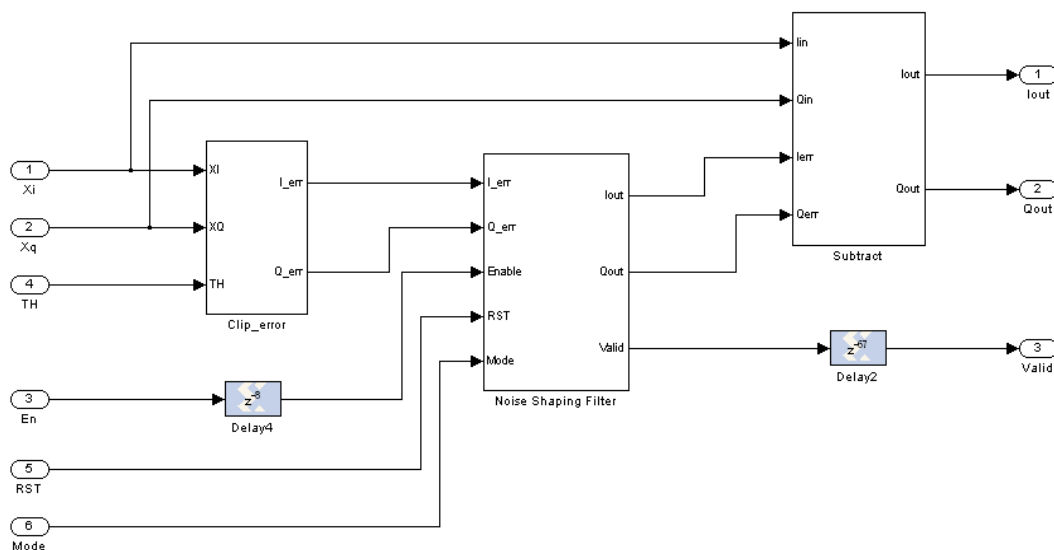 Iin
Iout
1
Iout
Qin
1
Xi
XI
I_err
I_err
Iout
Ierr
Qout
2
Qout
2
Xq
XQ
Q_err
Qerr
Subtract
4
TH
TH
Q_err
Enable
Qout
Clip_error
RST
Mode
Valid
z^-67
Delay2
3
Valid
3
En
z^-8
Delay4
Noise Shaping Filter
5
RST
6
Mode